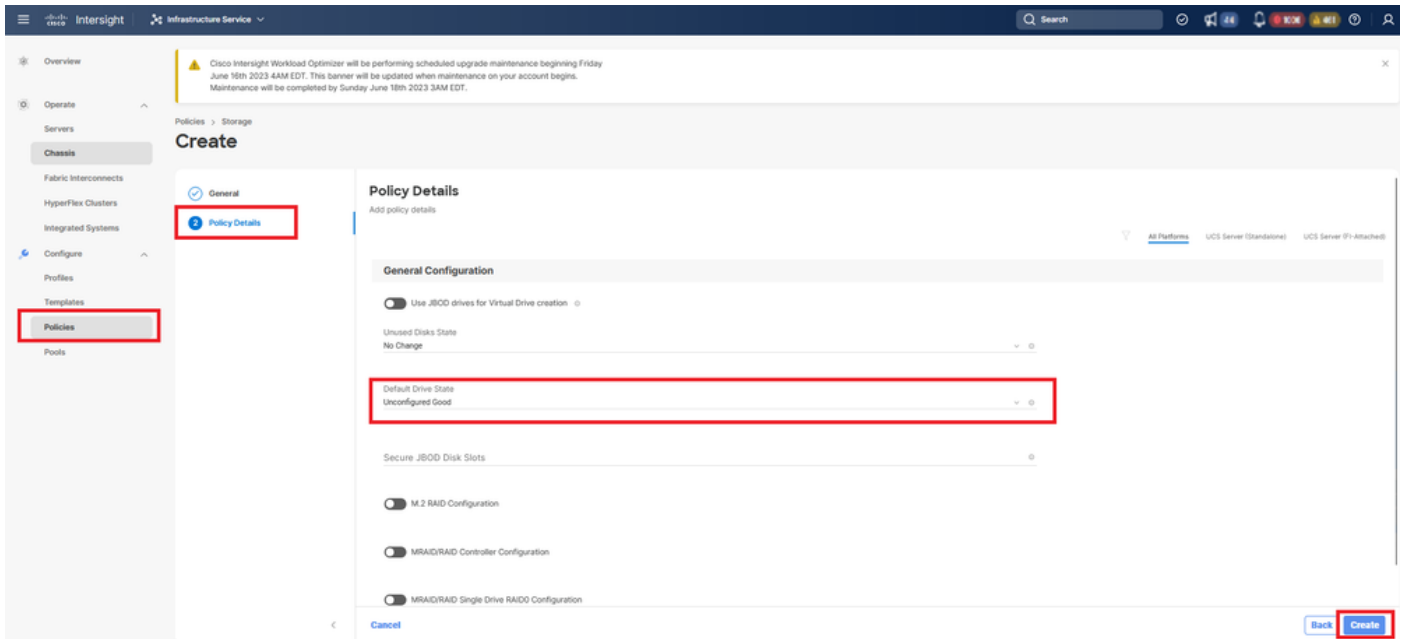 cisco Intersight
Infrastructure Service
Search
Overview
Operate
Servers
Chassis
Fabric Interconnects
HyperFlex Clusters
Integrated Systems
Configure
Profiles
Templates
Policies
Pools
Cisco Intersight Workload Optimizer will be performing scheduled upgrade maintenance beginning Friday
June 16th 2023 4AM EDT. This banner will be updated when maintenance on your account begins.
Maintenance will be completed by Sunday June 18th 2023 3AM EDT.
Policies > Storage
Create
General
2 Policy Details
Policy Details
Add policy details
All Platforms UCS Server (Standalone) UCS Server (FI-Attached)
General Configuration
Use JBOD drives for Virtual Drive creation
Unused Disks State
No Change
Default Drive State
Unconfigured Good
Secure JBOD Disk Slots
M.2 RAID Configuration
MRAID/RAID Controller Configuration
MRAID/RAID Single Drive RAID0 Configuration
Cancel
Back Create